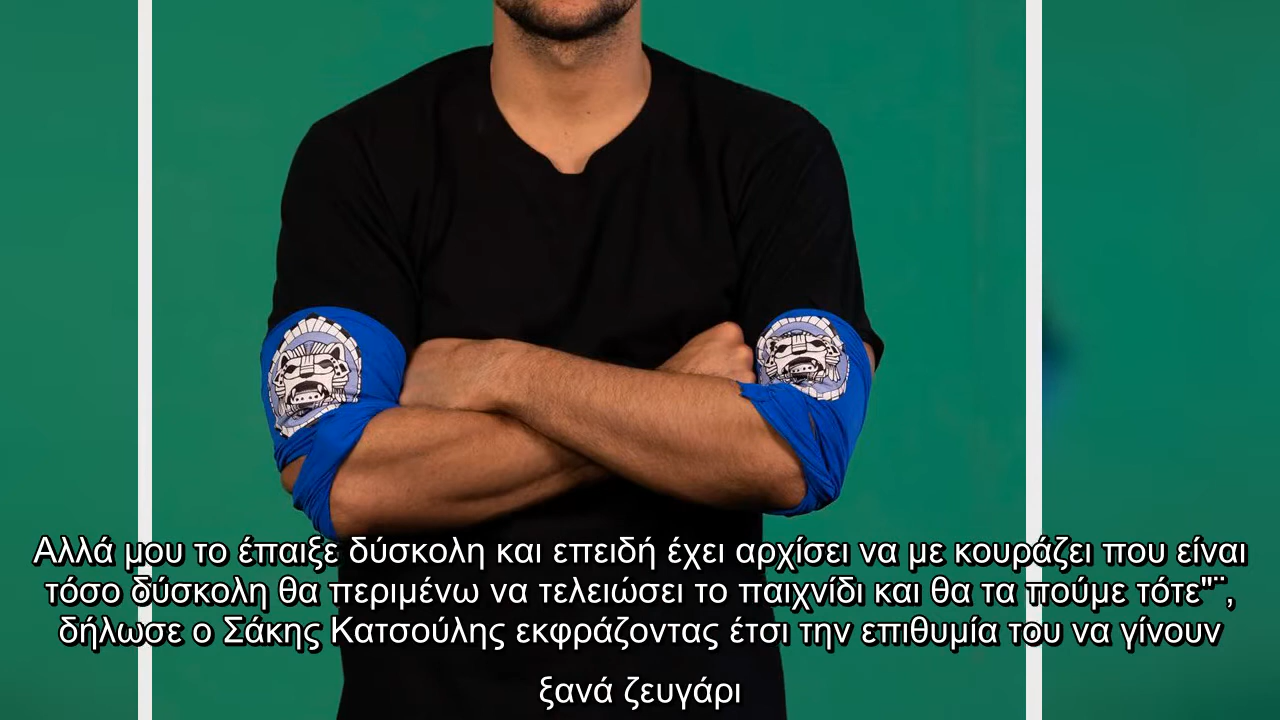 Αλλά μου το έπαιξε δύσκολη και επειδή έχει αρχίσει να με κουράζει που είναι
τόσο δύσκολη θα περιμένω να τελειώσει το παιχνίδι και θα τα πούμε τότε"¨,
δήλωσε ο Σάκης Κατσούλης εκφράζοντας έτσι την επιθυμία του να γίνουν
ξανά ζευγάρι